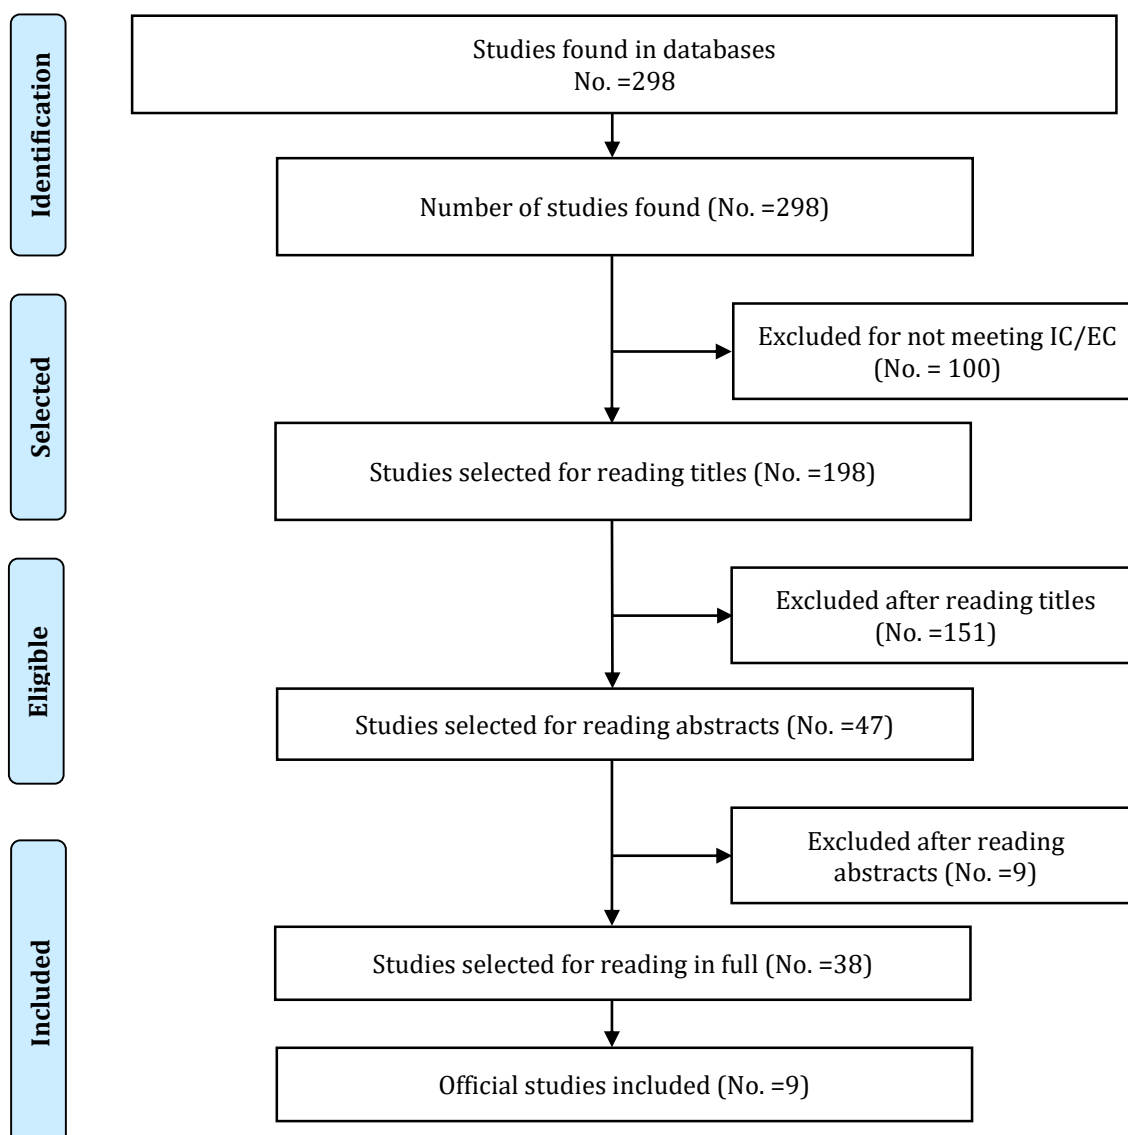 Identification
Studies found in databases
No. =298
Number of studies found (No. =298)
Selected
Excluded for not meeting IC/EC
(No. = 100)
Studies selected for reading titles (No. =198)
Eligible
Excluded after reading titles
(No. =151)
Studies selected for reading abstracts (No. =47)
Included
Excluded after reading
abstracts (No. =9)
Studies selected for reading in full (No. =38)
Official studies included (No. =9)